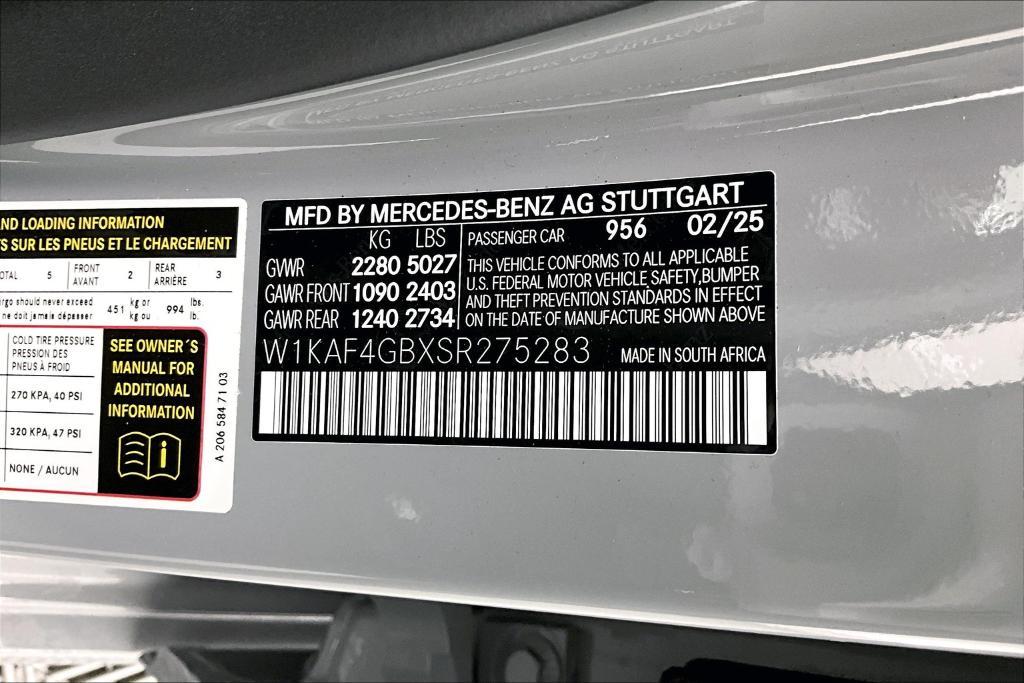 ND LOADING INFORMATION
S SUR LES PNEUS ET LE CHARGEMENT
OTAL 5 FRONT AVANT 2 REAR ARRIÈRE 3
rgo should never exceed
ne doit jamais dépasser
451 kg or kg ou 994 lbs. lb.
COLD TIRE PRESSURE
PRESSION DES
PNEUS À FROID
270 KPA, 40 PSI
320 KPA, 47 PSI
NONE / AUCUN
SEE OWNER´S
MANUAL FOR
ADDITIONAL
INFORMATION
A 206 584 71 03
MFD BY MERCEDES-BENZ AG STUTTGART
KG LBS
GWWR 2280 5027
GAWR FRONT 1090 2403
GAWR REAR 1240 2734
PASSENGER CAR 956 02/25
THIS VEHICLE CONFORMS TO ALL APPLICABLE
U.S. FEDERAL MOTOR VEHICLE SAFETY,BUMPER
AND THEFT PREVENTION STANDARDS IN EFFECT
ON THE DATE OF MANUFACTURE SHOWN ABOVE
W1KAF4GBXSR275283 MADE IN SOUTH AFRICA